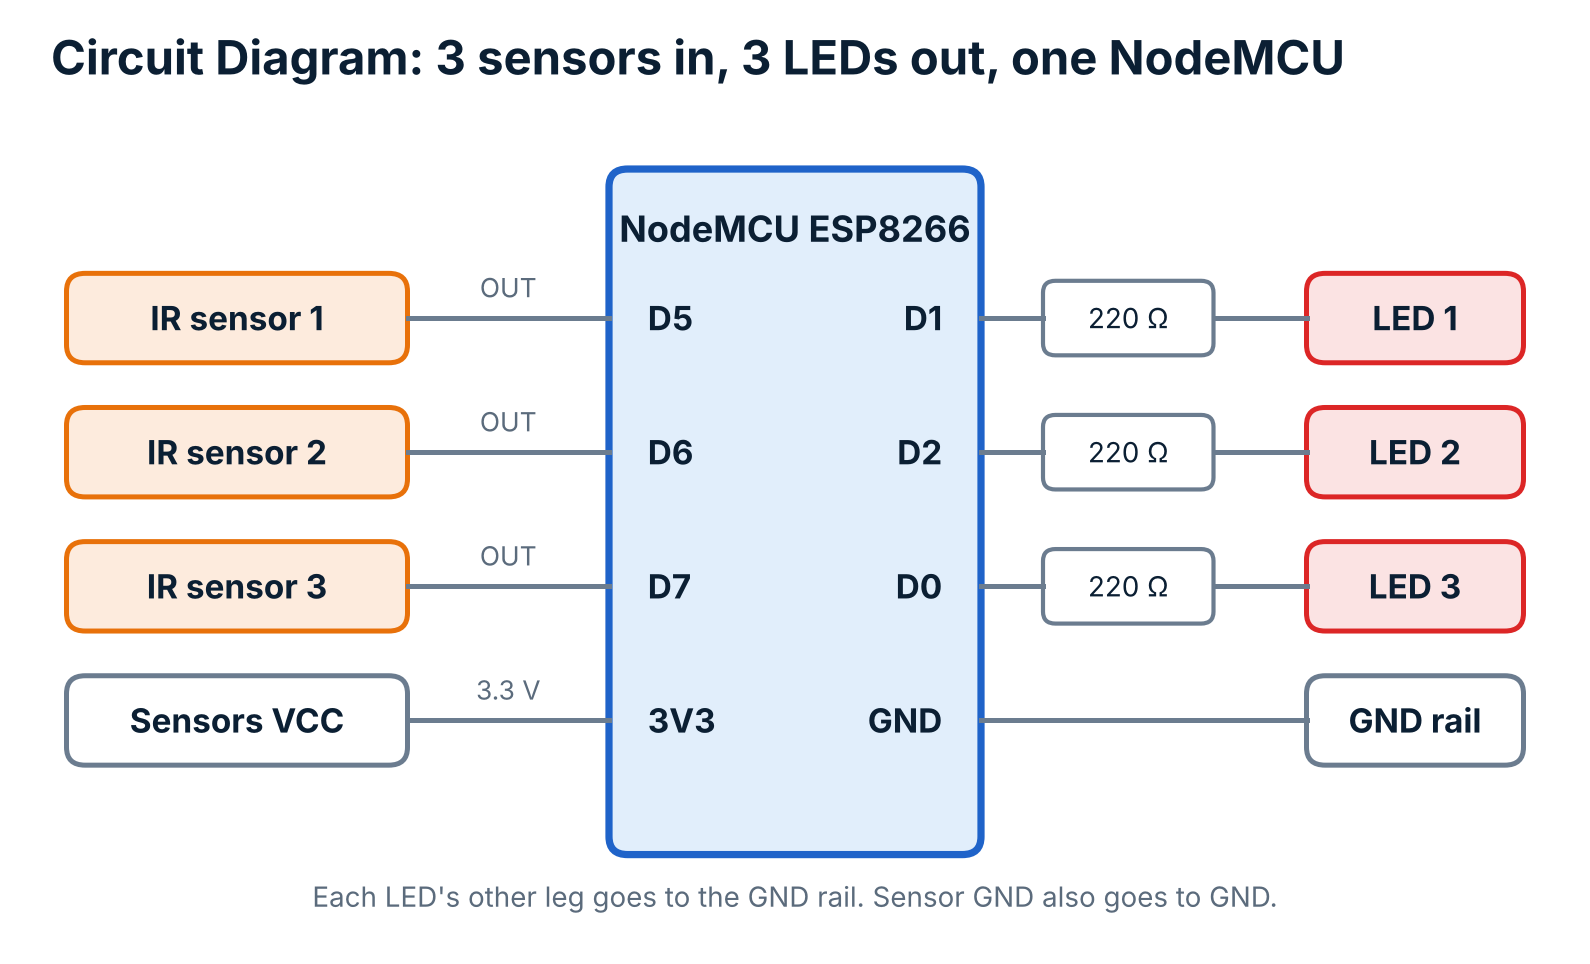 Circuit Diagram: 3 sensors in, 3 LEDs out, one NodeMCU
NodeMCU ESP8266
IR sensor 1
OUT
D5
D1
220 Ω
LED 1
IR sensor 2
OUT
D6
D2
220 Ω
LED 2
IR sensor 3
OUT
D7
D0
220 Ω
LED 3
Sensors VCC
3.3 V
3V3
GND
GND rail
Each LED's other leg goes to the GND rail. Sensor GND also goes to GND.